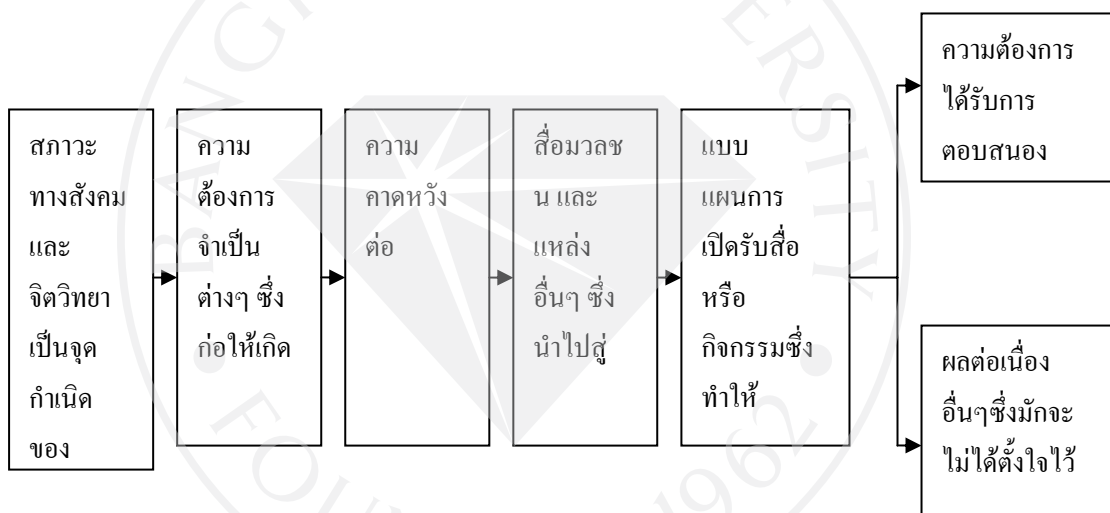 สภาวะ
ทางสังคม
และ
จิตวิทยา
เป็นจุด
กำเนิด
ของ
ความ
ต้องการ
จำเป็น
ต่างๆ ซึ่ง
ก่อให้เกิด
ความ
คาดหวัง
ต่อ
สื่อมวลช
น และ
แหล่ง
อื่นๆ ซึ่ง
นำไปสู่
แบบ
แผนการ
เปิดรับสื่อ
หรือ
กิจกรรมซึ่ง
ทำให้
ความต้องการ
ได้รับการ
ตอบสนอง
ผลต่อเนื่อง
อื่นๆซึ่งมักจะ
ไม่ได้ตั้งใจไว้
BANG
ERSITY
FOU
1962